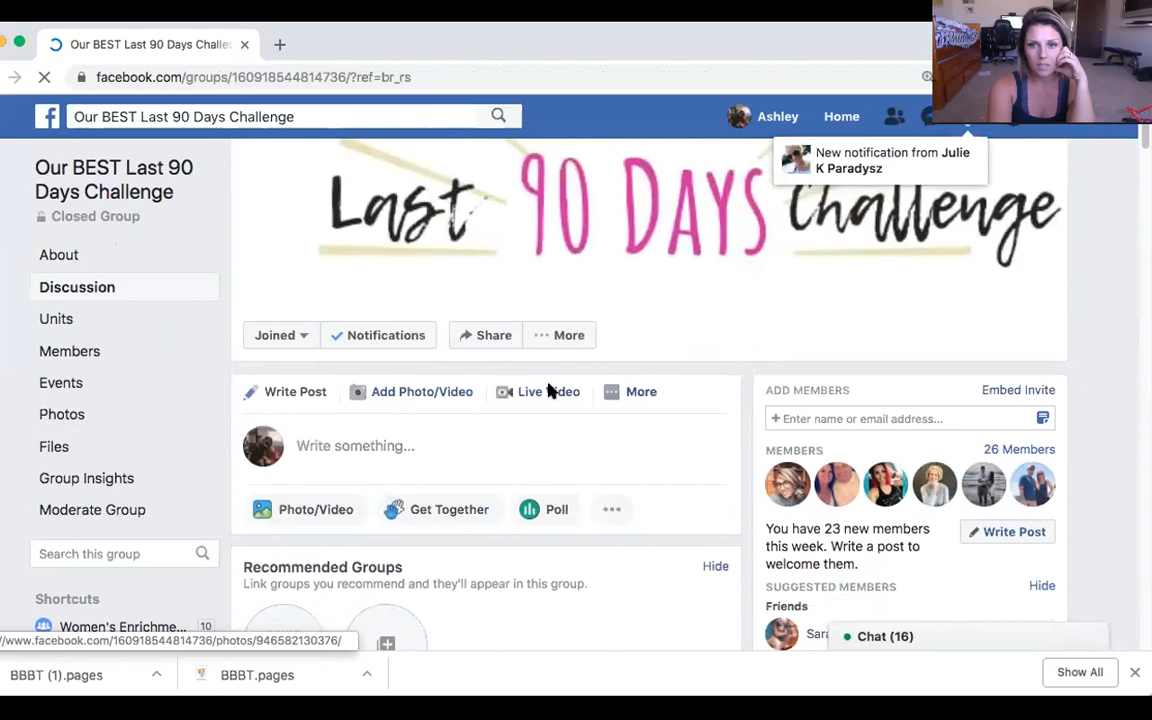 Our BEST Last 90 Days Challe
facebook.com/groups/160918544814736/?ref=br_rs
Our BEST Last 90 Days Challenge
Ashley
Home
New notification from Julie
K Paradysz
Our BEST Last 90
Days Challenge
Closed Group
About
Discussion
Units
Members
Events
Photos
Files
Group Insights
Moderate Group
Search this group
Shortcuts
Women's Enrichme... 10
Last 90 DAYS Challenge
Joined
Notifications
Share
More
Write Post
Add Photo/Video
Live Video
More
Write something...
Photo/Video
Get Together
Poll
Recommended Groups
Hide
Link groups you recommend and they'll appear in this group.
ADD MEMBERS
Embed Invite
Enter name or email address...
MEMBERS
26 Members
You have 23 new members
this week. Write a post to
welcome them.
Write Post
SUGGESTED MEMBERS
Hide
Friends
Sara
Chat (16)
//www.facebook.com/160918544814736/photos/946582130376/
BBBT (1).pages
BBBT.pages
Show All